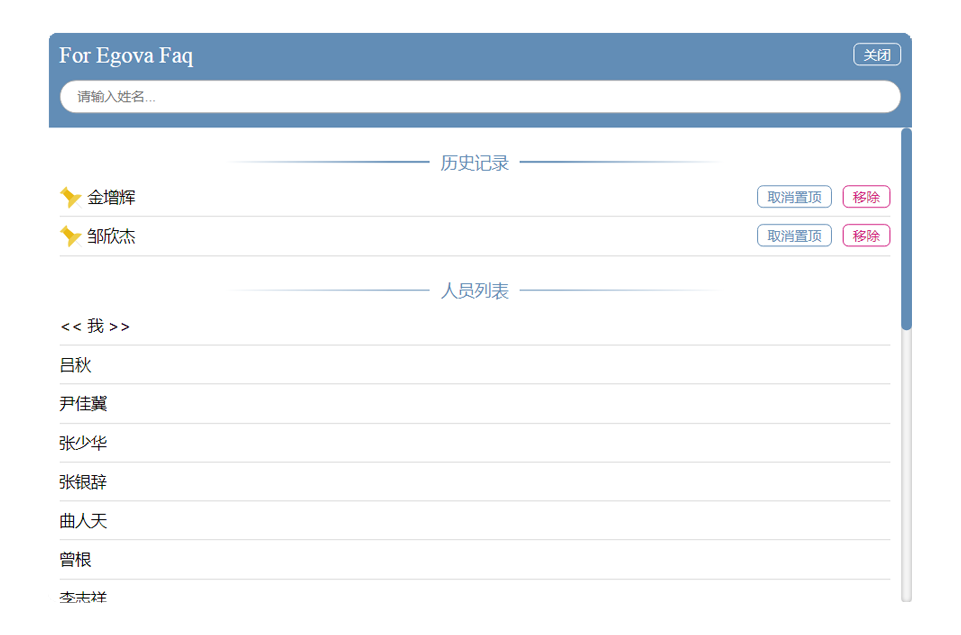 For Egova Faq
关闭
请输入姓名...
历史记录
金增辉 取消置顶 移除
邹欣杰 取消置顶 移除
人员列表
<< 我 >>
吕秋
尹佳冀
张少华
张银辞
曲人天
曾根
李志祥